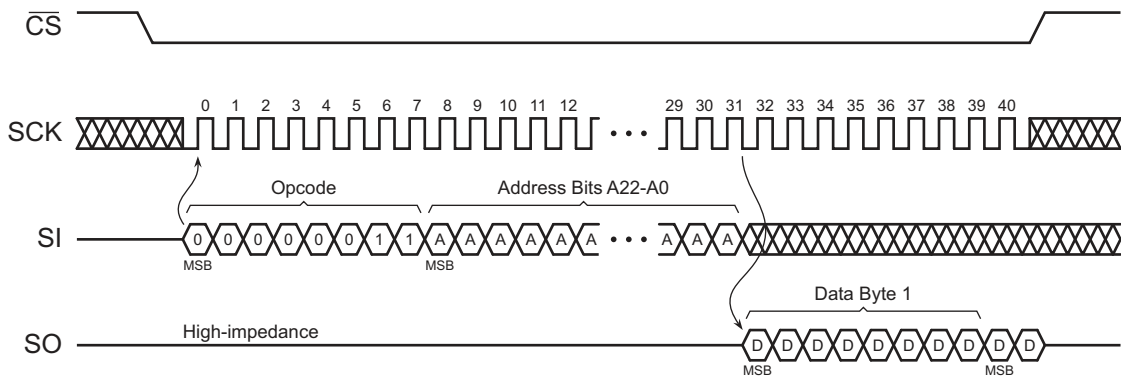 CS
0 1 2 3 4 5 6 7 8 9 10 11 12 29 30 31 32 33 34 35 36 37 38 39 40
SCK
Opcode Address Bits A22-A0
SI 0 0 0 0 0 0 1 1 A A A A A A A A A
MSB MSB
Data Byte 1
High-impedance
SO D D D D D D D D D D
MSB MSB